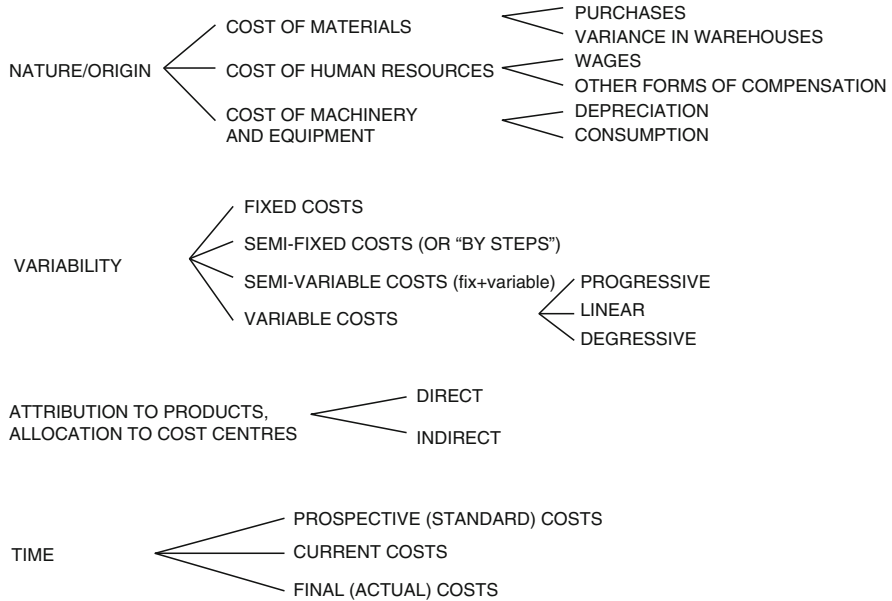 NATURE/ORIGIN
COST OF MATERIALS
PURCHASES
VARIANCE IN WAREHOUSES
COST OF HUMAN RESOURCES
WAGES
OTHER FORMS OF COMPENSATION
COST OF MACHINERY
AND EQUIPMENT
DEPRECIATION
CONSUMPTION
VARIABILITY
FIXED COSTS
SEMI-FIXED COSTS (OR “BY STEPS”)
SEMI-VARIABLE COSTS (fix+variable)
VARIABLE COSTS
PROGRESSIVE
LINEAR
DEGRESSIVE
ATTRIBUTION TO PRODUCTS,
ALLOCATION TO COST CENTRES
DIRECT
INDIRECT
TIME
PROSPECTIVE (STANDARD) COSTS
CURRENT COSTS
FINAL (ACTUAL) COSTS